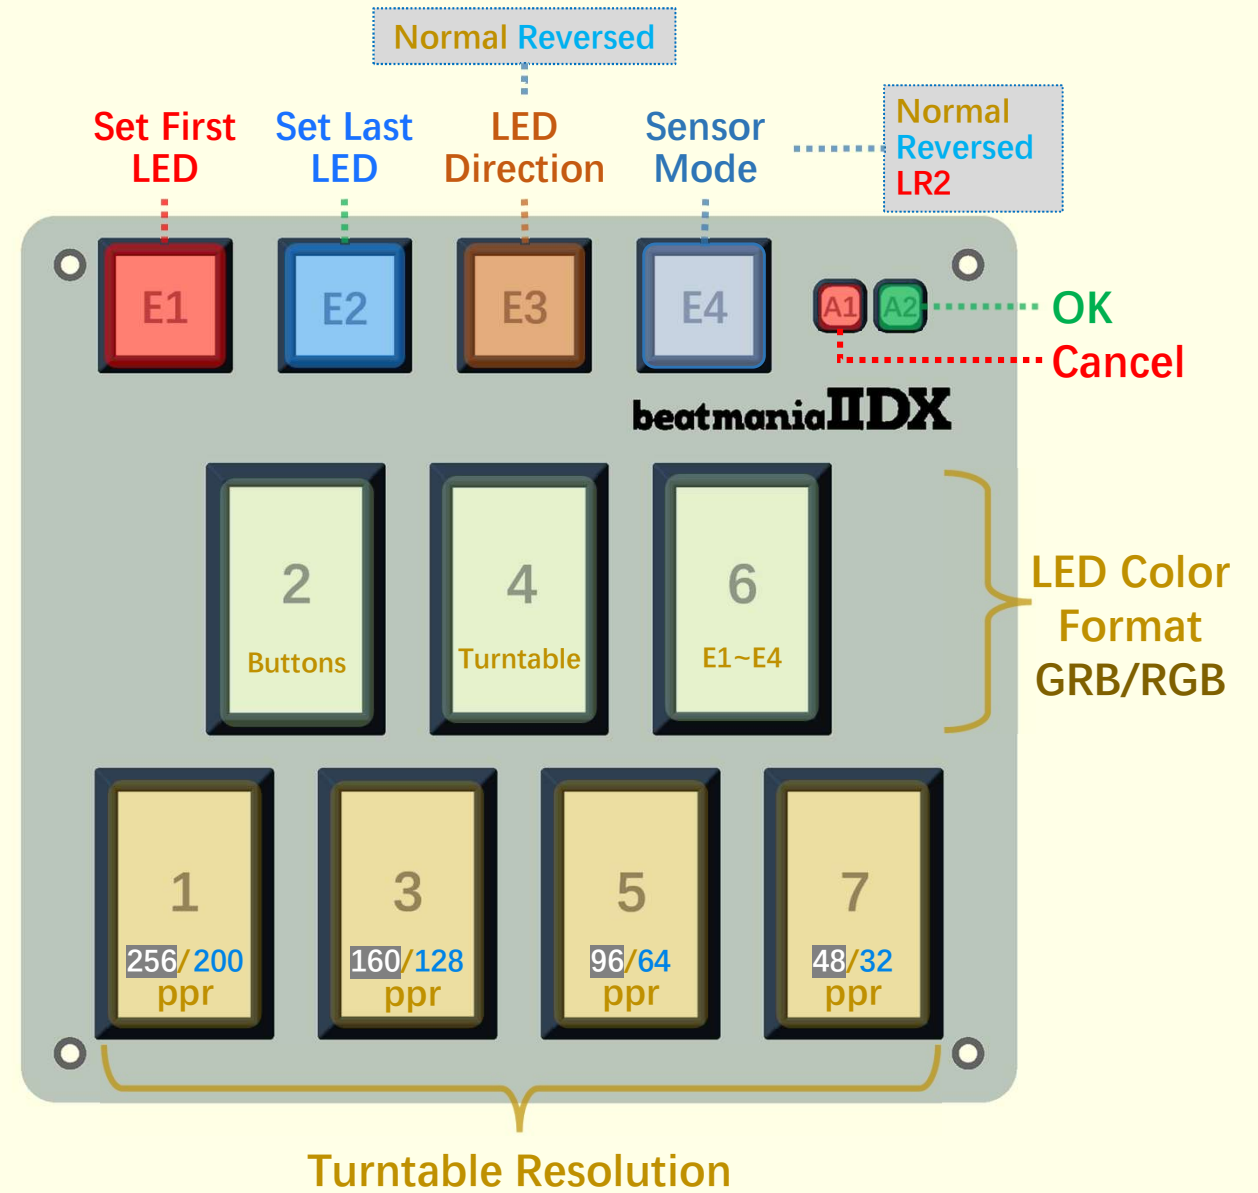 Normal Reversed
Set First
LED
Set Last
LED
LED
Direction
Sensor
Mode
Normal
Reversed
LR2
E1
E2
E3
E4
A1
A2
OK
Cancel
beatmania IIDX
2
Buttons
4
Turntable
6
E1~E4
LED Color
Format
GRB/RGB
1
256/200
ppr
3
160/128
ppr
5
96/64
ppr
7
48/32
ppr
Turntable Resolution